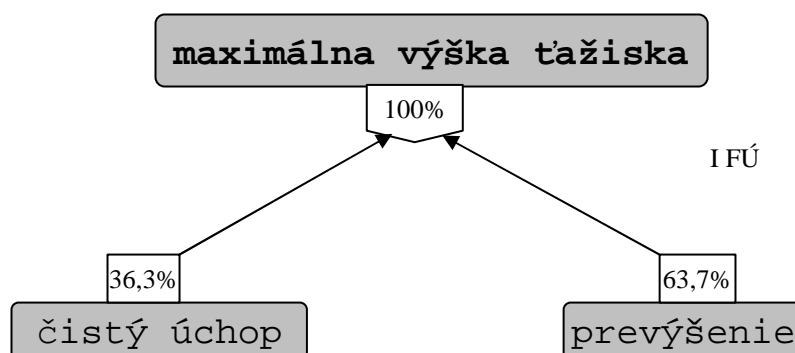 maximálna výška ťažiska
100%
I FÚ
36,3%
63,7%
čistý úchop
prevýšenie